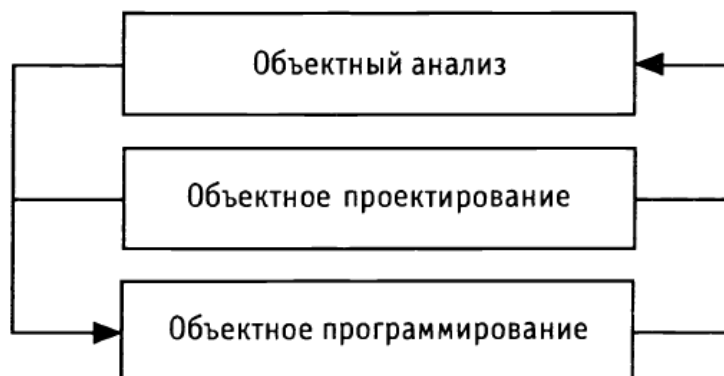 Объектный анализ
Объектное проектирование
Объектное программирование